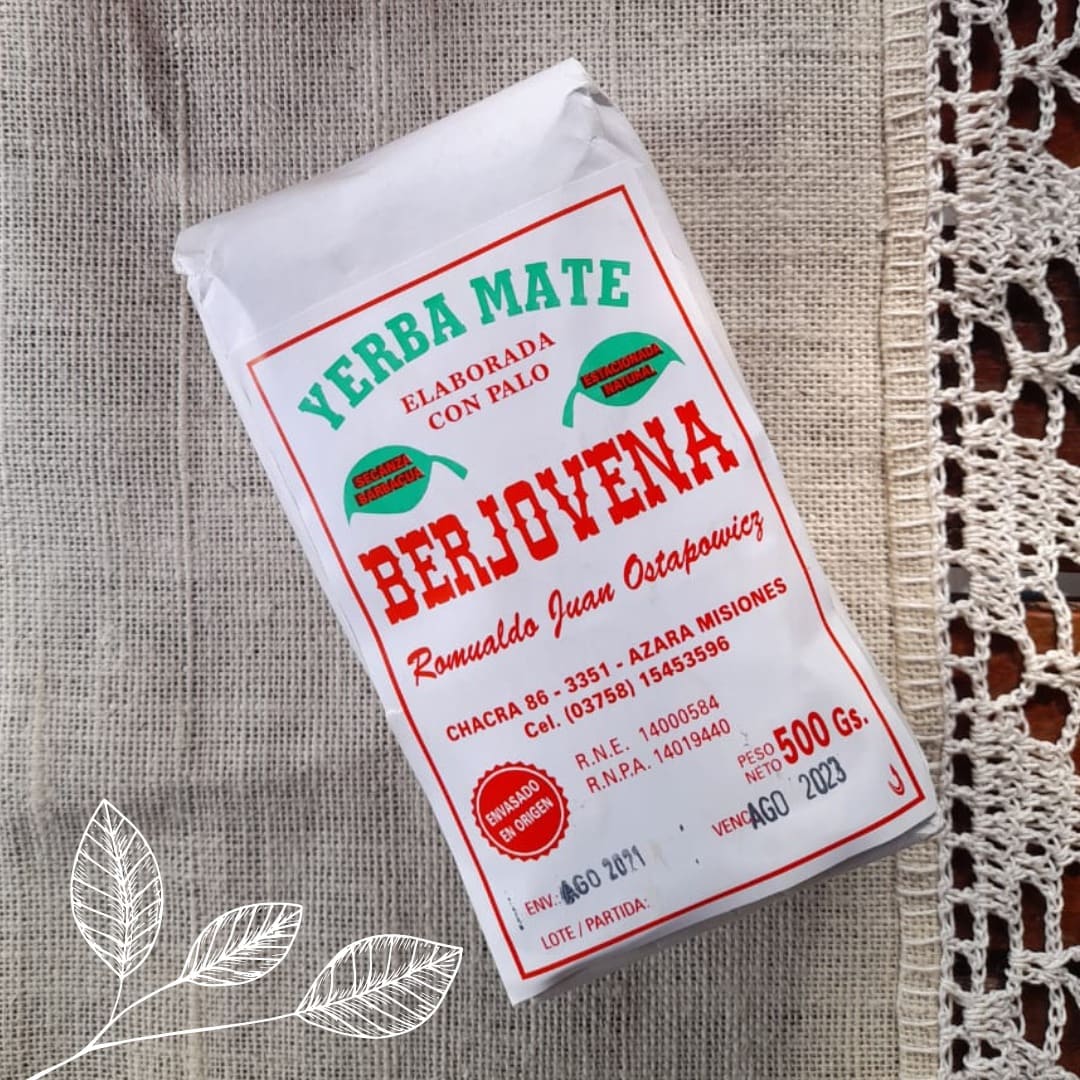 YERBA MATE
ELABORADA
CON PALO
ESTACIONADA
NATURAL
SECANZA
BARBACUA
BERJOVENA
Romualdo Juan Ostapowicz
CHACRA 86 - 3351 - AZARA MISIONES
Cel. (03758) 15453596
R.N.E. 14000584
R.N.P.A. 14019440
PESO
NETO 500 Gs.
ENVASADO
EN ORIGEN
VENC AGO 2023
ENV.: AGO 2021
LOTE / PARTIDA: